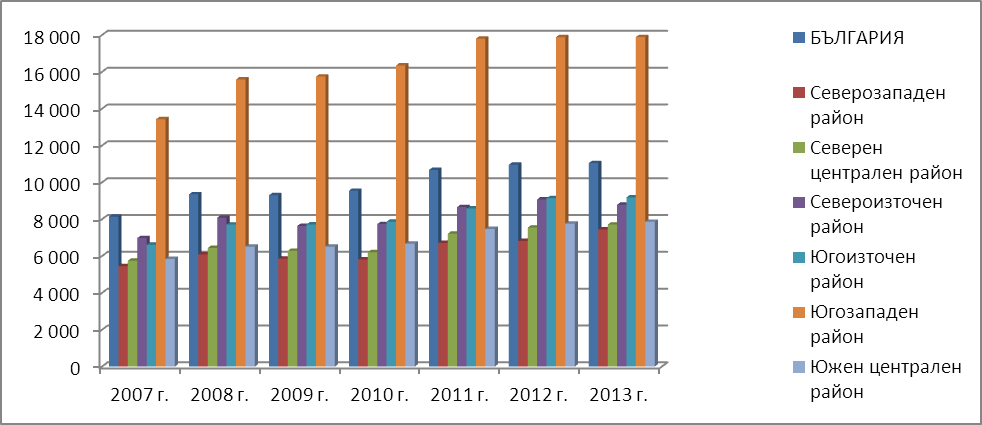 18 000
16 000
14 000
12 000
10 000
8 000
6 000
4 000
2 000
0
2007 г.
2008 г.
2009 г.
2010 г.
2011 г.
2012 г.
2013 г.
БЪЛГАРИЯ
Северозападен
район
Северен
централен район
Североизточен
район
Югоизточен
район
Югозападен
район
Южен централен
район